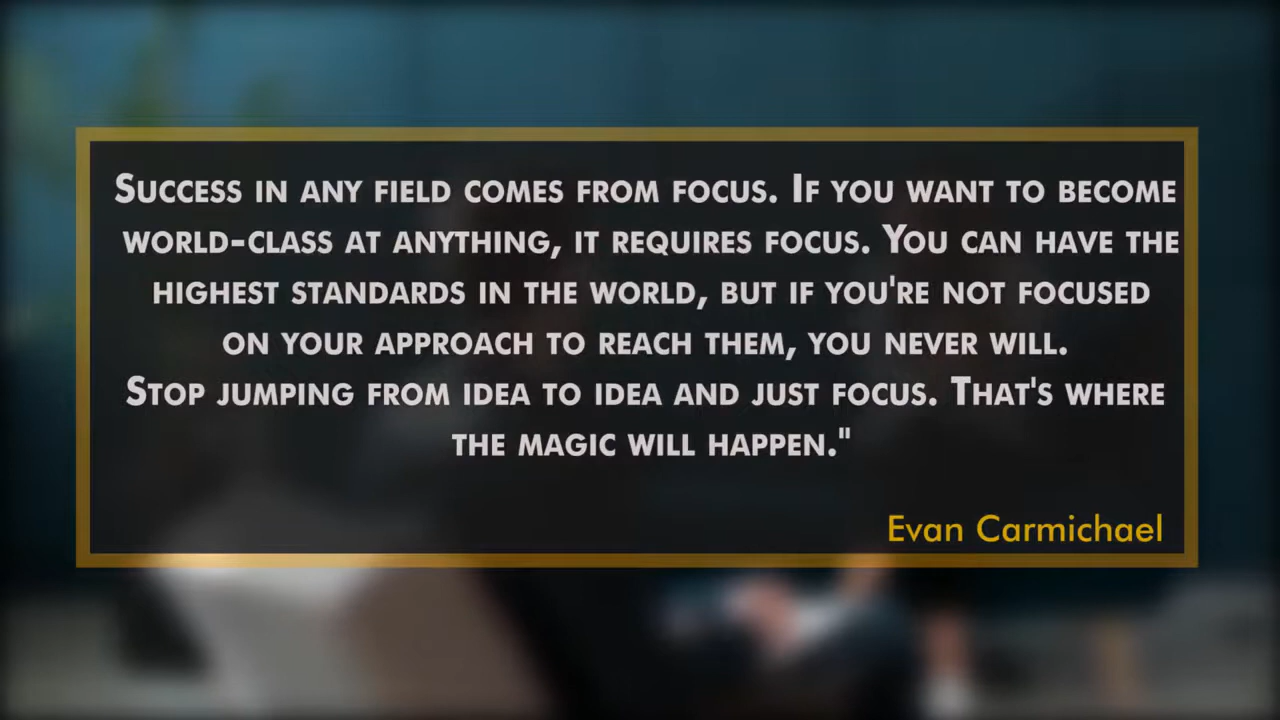 Success in any field comes from focus. If you want to become
world-class at anything, it requires focus. You can have the
highest standards in the world, but if you're not focused
on your approach to reach them, you never will.
Stop jumping from idea to idea and just focus. That's where
the magic will happen."
Evan Carmichael